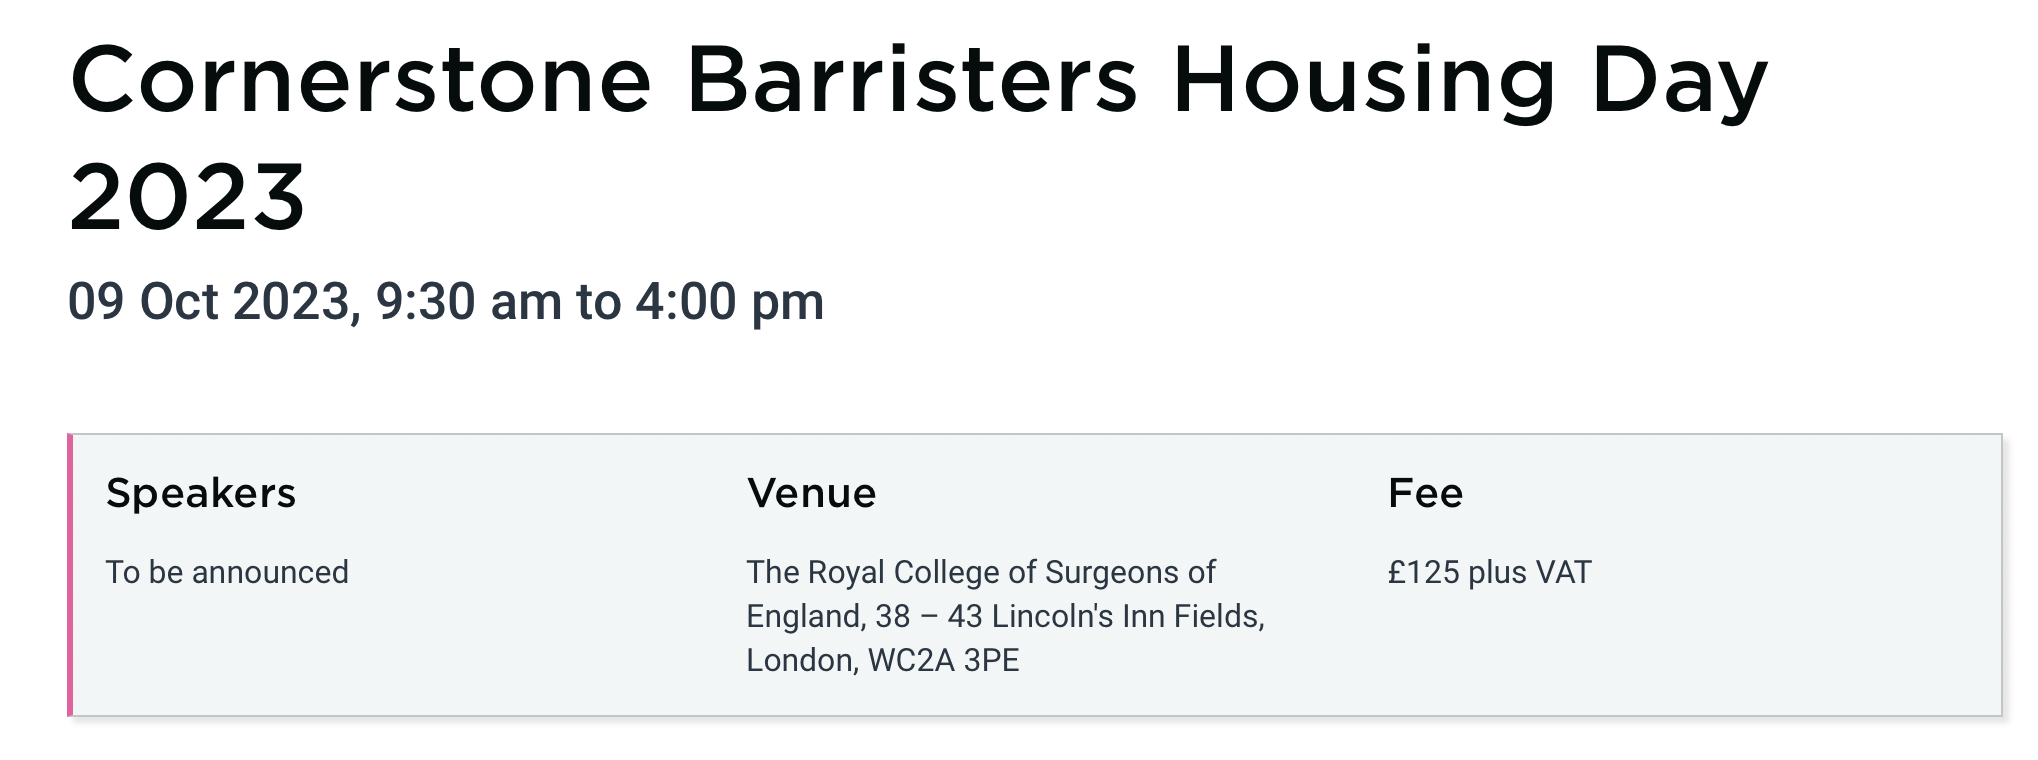 Cornerstone Barristers Housing Day
2023
09 Oct 2023, 9:30 am to 4:00 pm
Speakers
To be announced
Venue
The Royal College of Surgeons of
England, 38 – 43 Lincoln's Inn Fields,
London, WC2A 3PE
Fee
£125 plus VAT